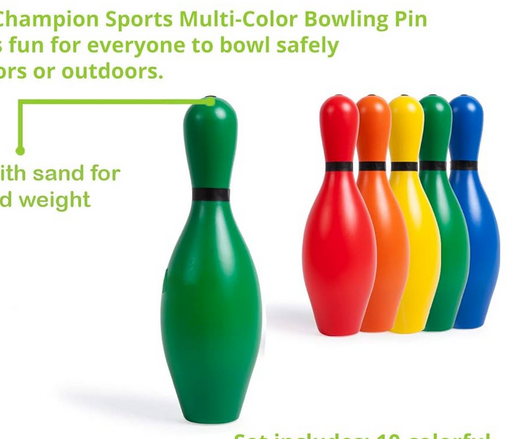 Champion Sports Multi-Color Bowling Pin
s fun for everyone to bowl safely
ors or outdoors.
ith sand for
d weight
Set includes: 10 colorful